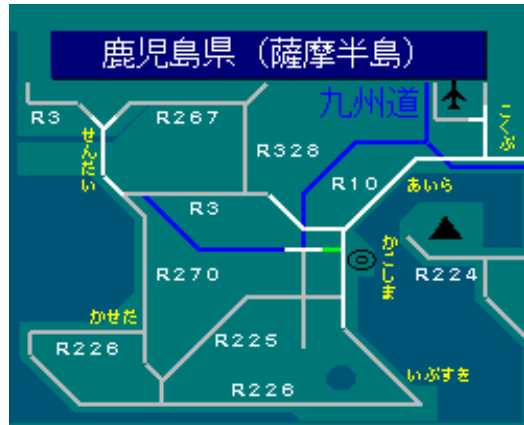 鹿児島県（薩摩半島）
九州道
R3
R267
こくぶ
せんだい
R328
R10
あいら
R3
かごしま
R270
R224
かせだ
R226
R225
いぶすき
R226